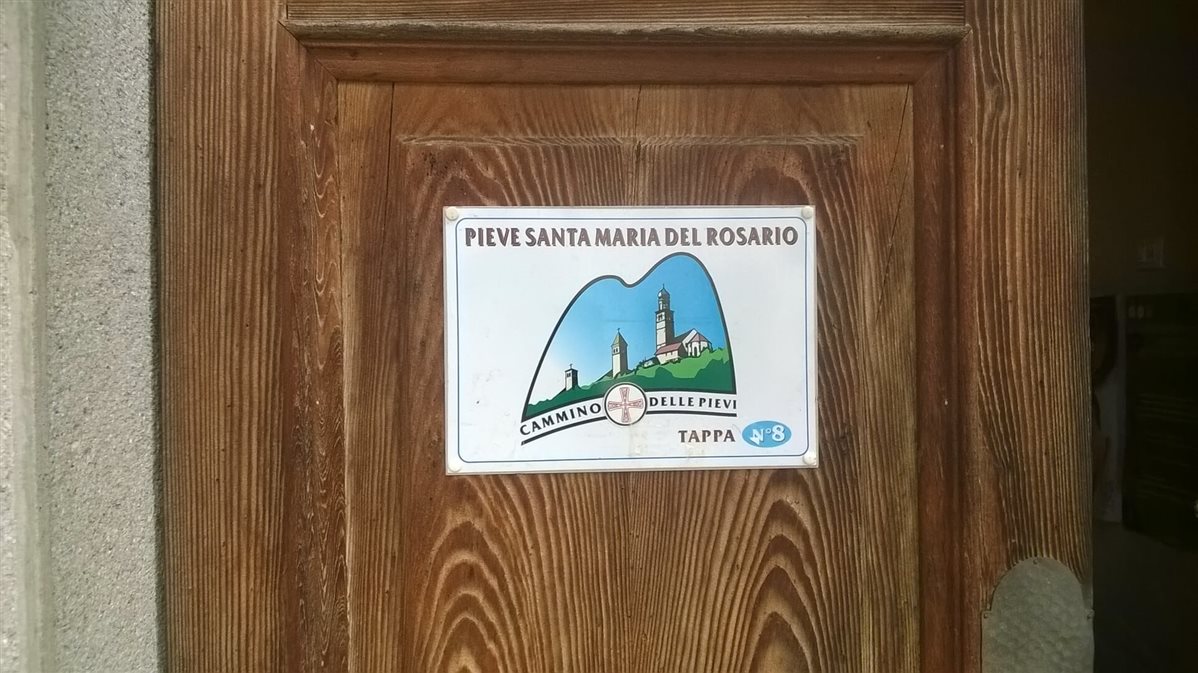 PIEVE SANTA MARIA DEL ROSARIO
CAMMINO DELLE PIEVI
TAPPA N°8